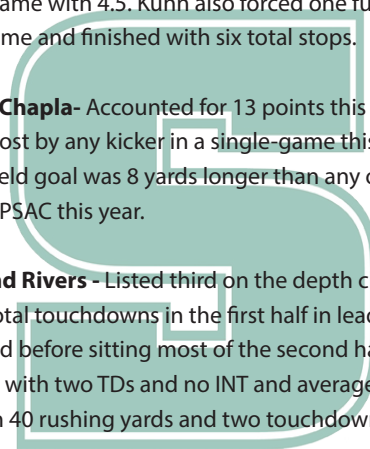 ame with 4.5. Kuhn also forced one fu
me and finished with six total stops.
Chapla- Accounted for 13 points this
ost by any kicker in a single-game this
eld goal was 8 yards longer than any o
PSAC this year.
d Rivers - Listed third on the depth c
otal touchdowns in the first half in lead
d before sitting most of the second ha
with two TDs and no INT and average
40 rushing yards and two touchdown